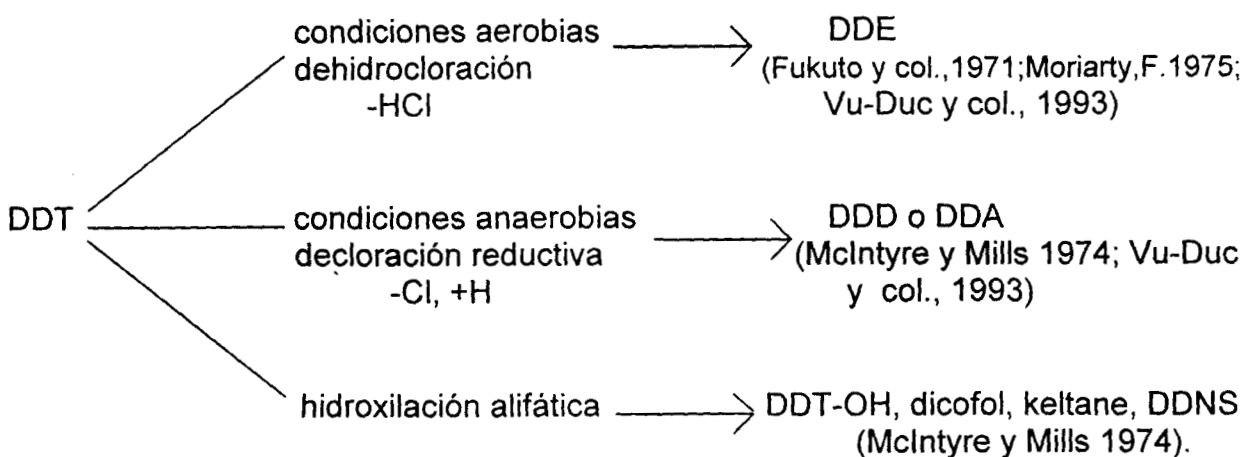 condiciones aerobias
dehidrocloración
-HCl
DDE
(Fukuto y col.,1971;Moriarty,F.1975;
Vu-Duc y col., 1993)
DDT
condiciones anaerobias
decloración reductiva
-Cl, +H
DDD o DDA
(McIntyre y Mills 1974; Vu-Duc
y col., 1993)
hidroxilación alifática
DDT-OH, dicofol, keltane, DDNS
(McIntyre y Mills 1974).